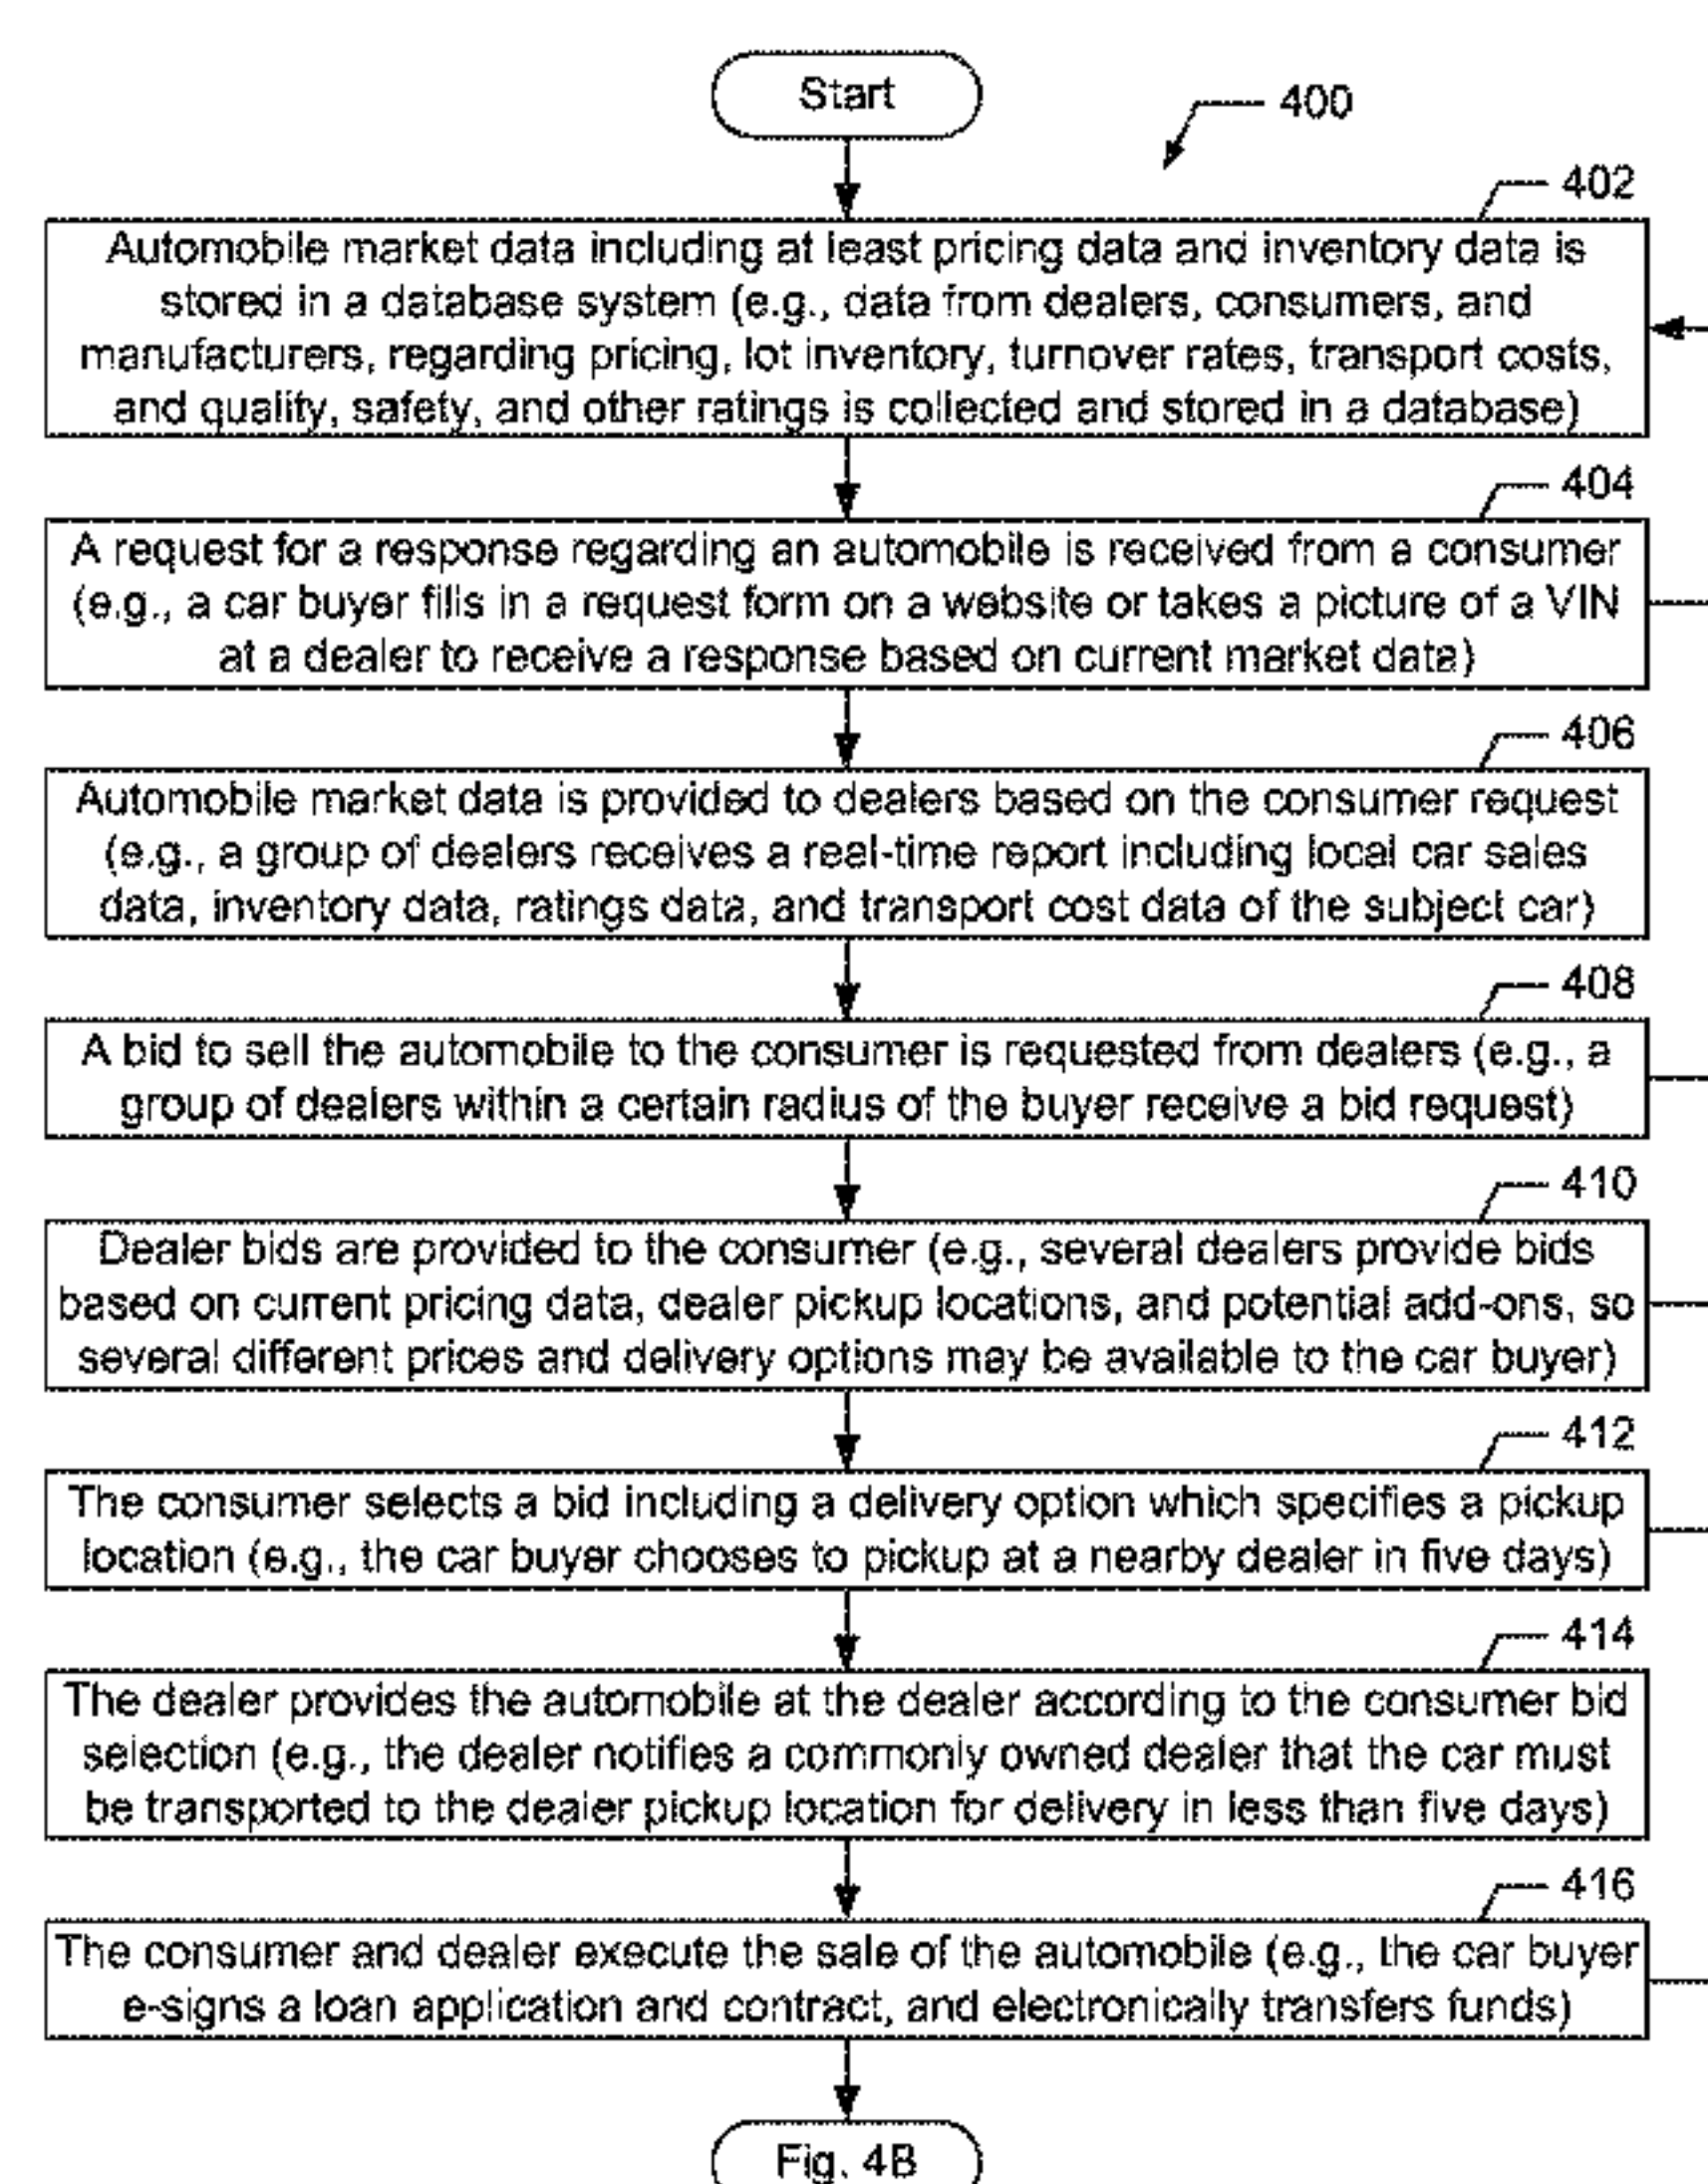 Start
400
402
Automobile market data including at least pricing data and inventory data is
stored in a database system (e.g., data from dealers, consumers, and
manufacturers, regarding pricing, lot inventory, turnover rates, transport costs,
and quality, safety, and other ratings is collected and stored in a database)
404
A request for a response regarding an automobile is received from a consumer
(e.g., a car buyer fills in a request form on a website or takes a picture of a VIN
at a dealer to receive a response based on current market data)
406
Automobile market data is provided to dealers based on the consumer request
(e.g., a group of dealers receives a real-time report including local car sales
data, inventory data, ratings data, and transport cost data of the subject car)
408
A bid to sell the automobile to the consumer is requested from dealers (e.g., a
group of dealers within a certain radius of the buyer receive a bid request)
410
Dealer bids are provided to the consumer (e.g., several dealers provide bids
based on current pricing data, dealer pickup locations, and potential add-ons, so
several different prices and delivery options may be available to the car buyer)
412
The consumer selects a bid including a delivery option which specifies a pickup
location (e.g., the car buyer chooses to pickup at a nearby dealer in five days)
414
The dealer provides the automobile at the dealer according to the consumer bid
selection (e.g., the dealer notifies a commonly owned dealer that the car must
be transported to the dealer pickup location for delivery in less than five days)
416
The consumer and dealer execute the sale of the automobile (e.g., the car buyer
e-signs a loan application and contract, and electronically transfers funds)
Fig. 4B